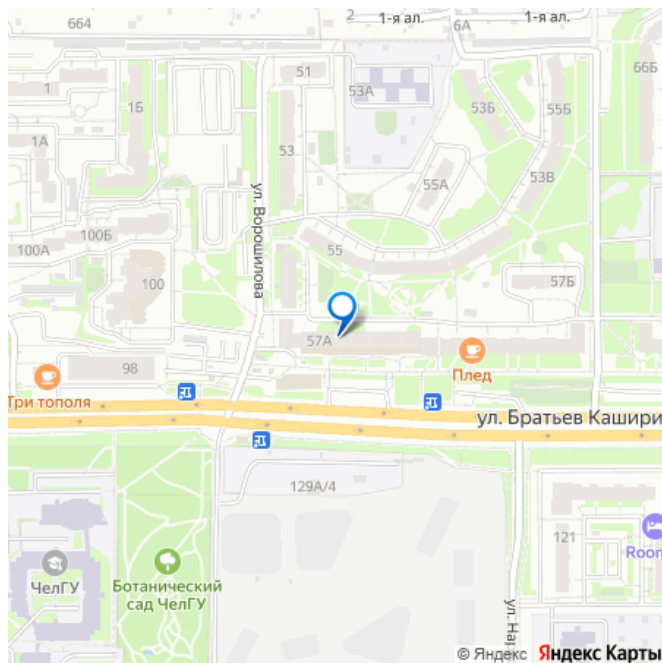 664
2
1-я ал.
1-я ал.
6А
51
53А
66Б
1
1Б
53Б
55Б
1А
53
53В
55А
ул. Ворошилова
100Б
100А
55
100
57Б
57А
98
Плед
Три тополя
ул. Братьев Кашири
129А/4
121
ЧелГУ
Ботанический
сад ЧелГУ
Room
ул. Нар
© Яндекс Яндекс Карты